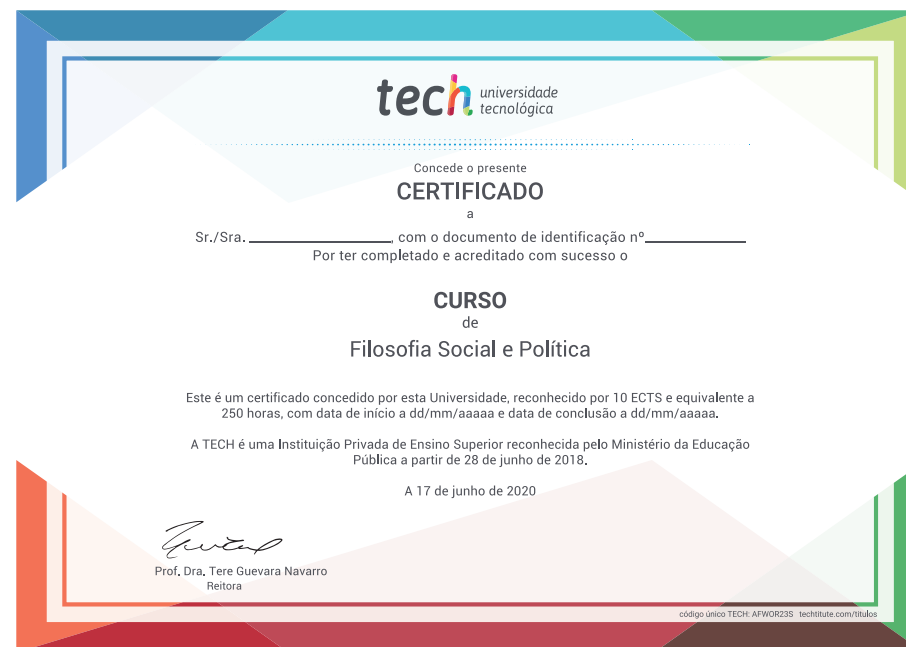 tech universidade
tecnológica
Concede o presente
CERTIFICADO
a
Sr./Sra. ____________, com o documento de identificação nº____________
Por ter completado e acreditado com sucesso o
CURSO
de
Filosofia Social e Política
Este é um certificado concedido por esta Universidade, reconhecido por 10 ECTS e equivalente a
250 horas, com data de início a dd/mm/aaaaa e data de conclusão a dd/mm/aaaaa.
A TECH é uma Instituição Privada de Ensino Superior reconhecida pelo Ministério da Educação
Pública a partir de 28 de junho de 2018.
A 17 de junho de 2020
Prof. Dra. Tere Guevara Navarro
Reitora
código único TECH: AFWOR23S techtitute.com/titulos